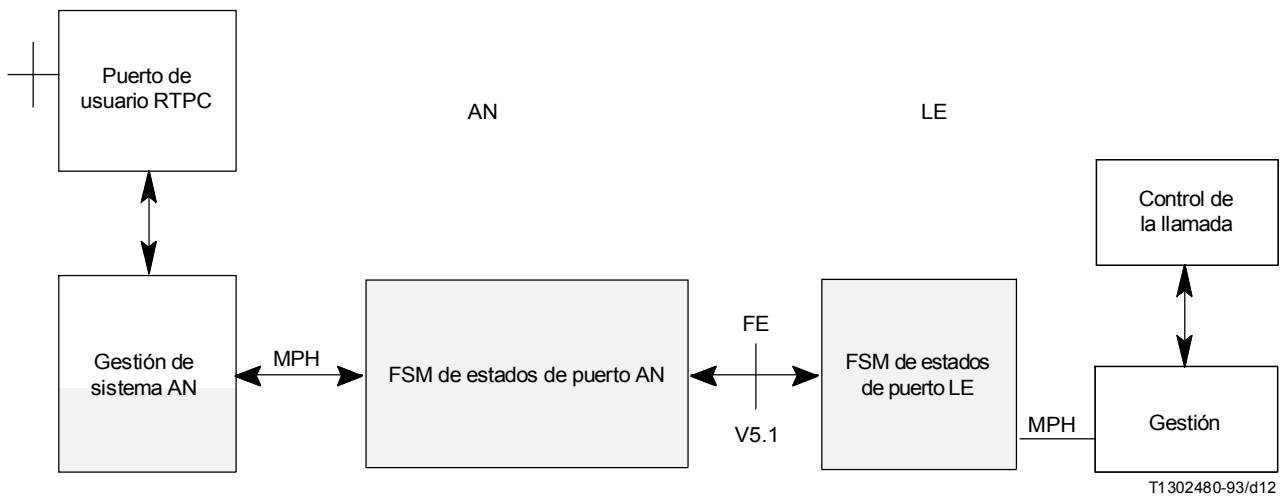 Puerto de
usuario RTPC
AN
LE
Control de
la llamada
Gestión de
sistema AN
MPH
FSM de estados de puerto AN
FE
V5.1
FSM de estados
de puerto LE
MPH
Gestión
T1302480-93/d12